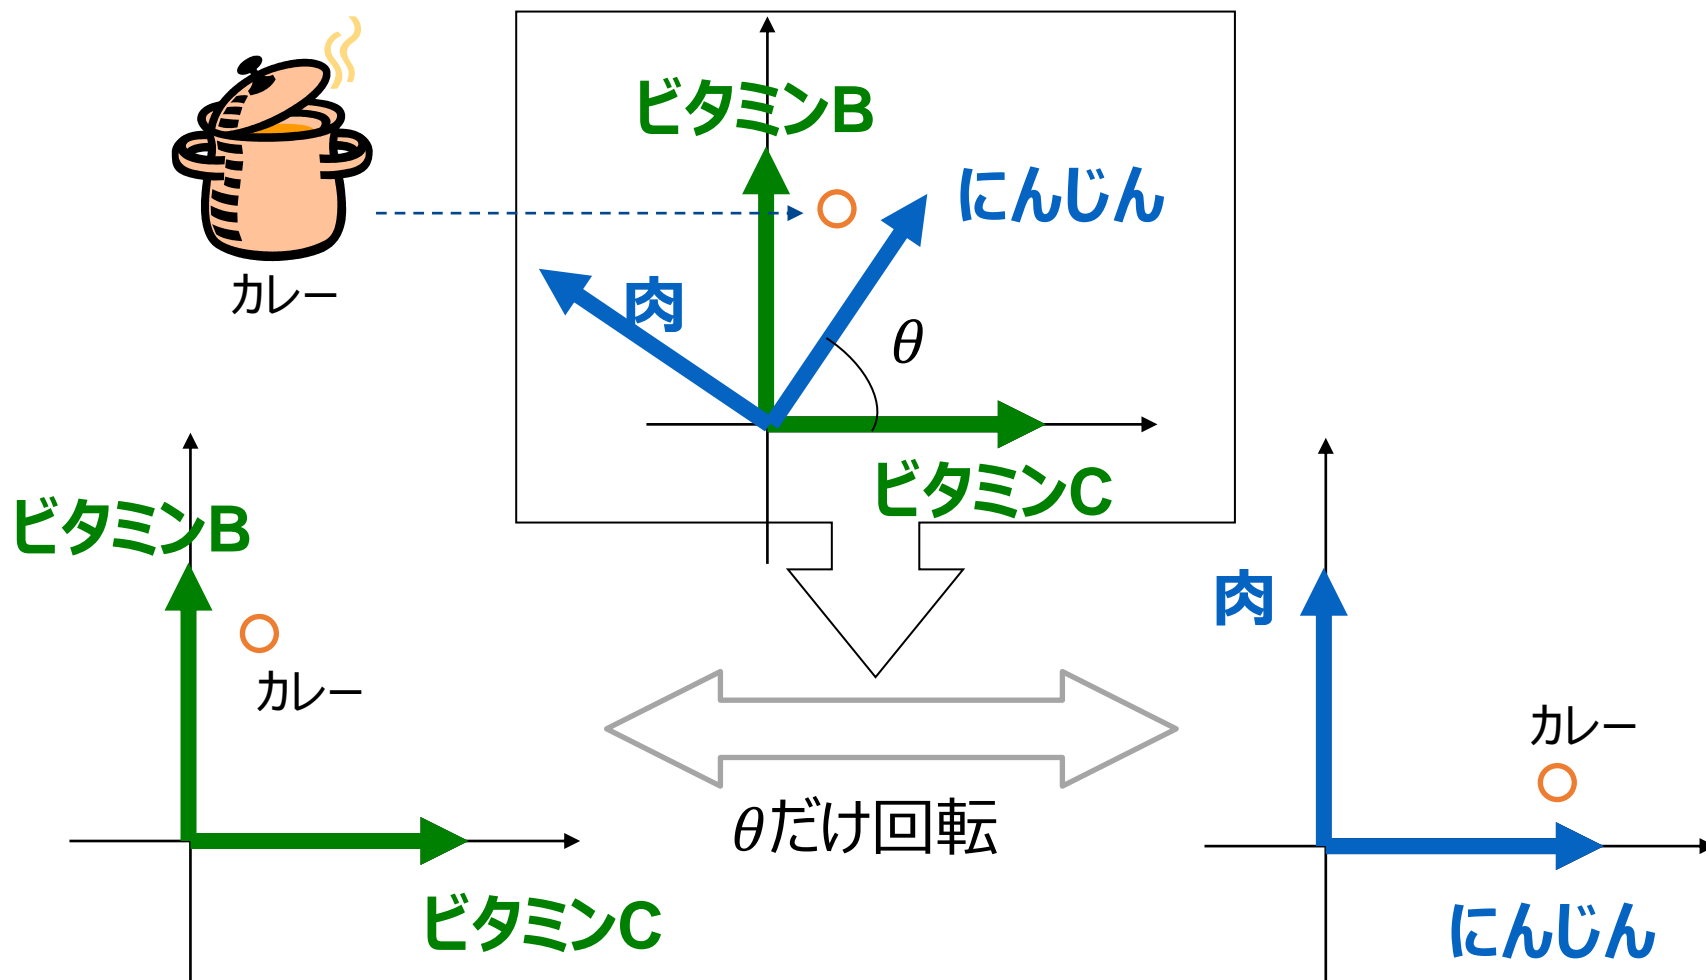 ビタミンB
にんじん
肉
カレー
θ
ビタミンC
ビタミンB
カレー
ビタミンC
θだけ回転
肉
カレー
にんじん